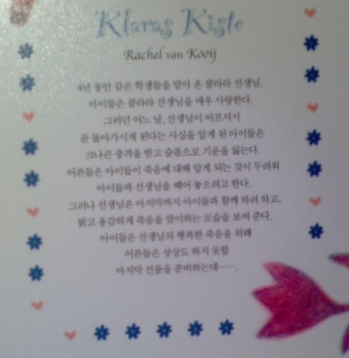 Klaras Kiste
Rachel van Kooij
4년 동안 같은 학생들을 맡아 온 클라라 선생님.
아이들은 클라라 선생님을 매우 사랑한다.
그러던 어느 날, 선생님이 아프셔서
곧 돌아가시게 된다는 사실을 알게 된 아이들은
크나큰 충격을 받고 슬픔으로 기운을 잃는다.
어른들은 아이들이 죽음에 대해 알게 되는 것이 두려워
아이들과 선생님을 떼어 놓으려고 한다.
그러나 선생님은 마지막까지 아이들과 함께 하려 하고,
밝고 용감하게 죽음을 맞이하는 모습을 보여 준다.
아이들은 선생님의 행복한 죽음을 위해
어른들은 상상도 하지 못할
마지막 선물을 준비하는데…….